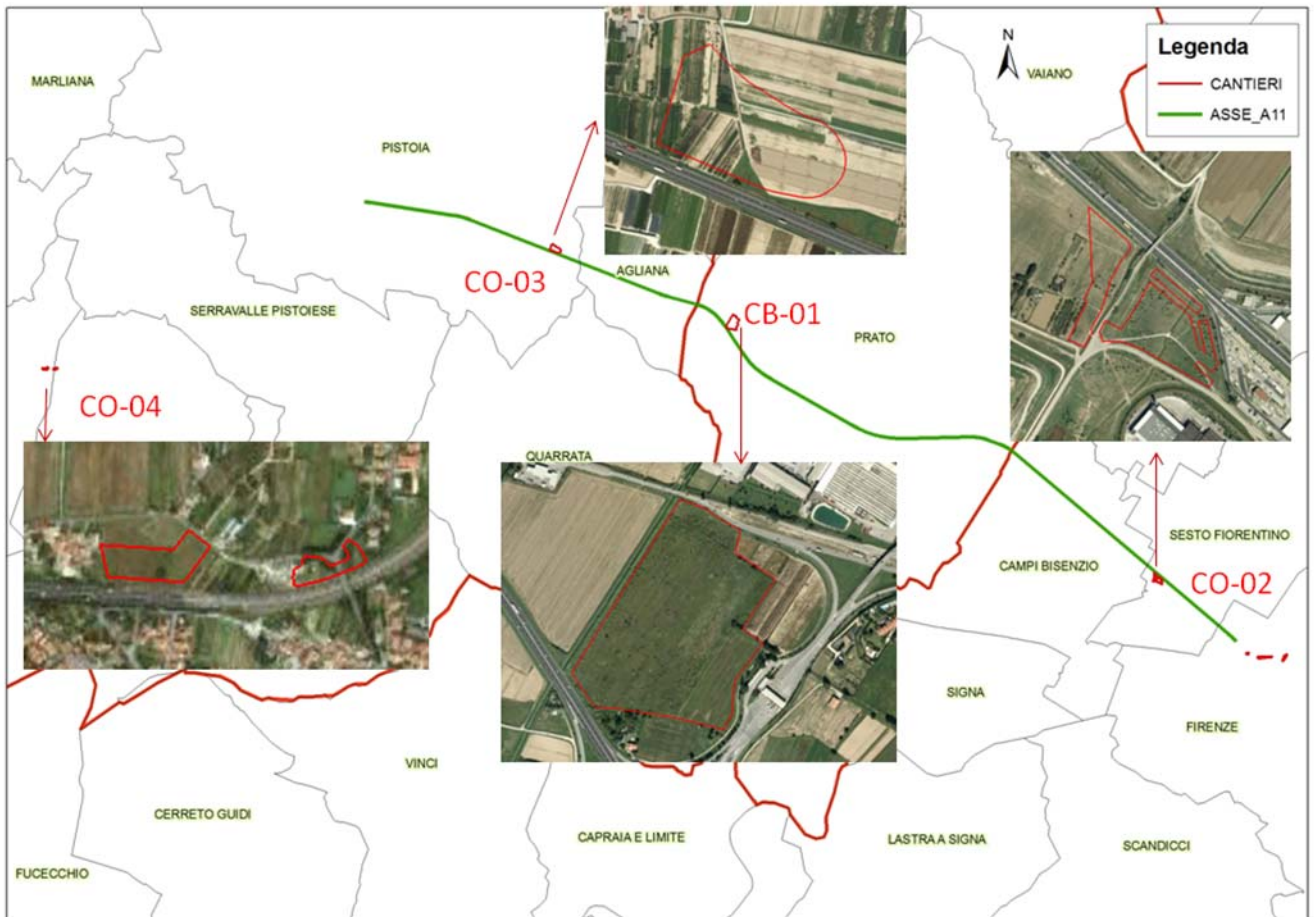 N
Legenda
CANTIERI
ASSE_A11
MARLIANA
VAIANO
PISTOIA
AGLIANA
CO-03
SERRAVALLE PISTOIESE
CB-01
PRATO
CO-04
QUARRATA
SESTO FIORENTINO
CAMPI BISENZIO
CO-02
SIGNA
FIRENZE
VINCI
CERRETO GUIDI
CAPRAIA E LIMITE
LASTRA A SIGNA
SCANDICCI
FUCECCHIO